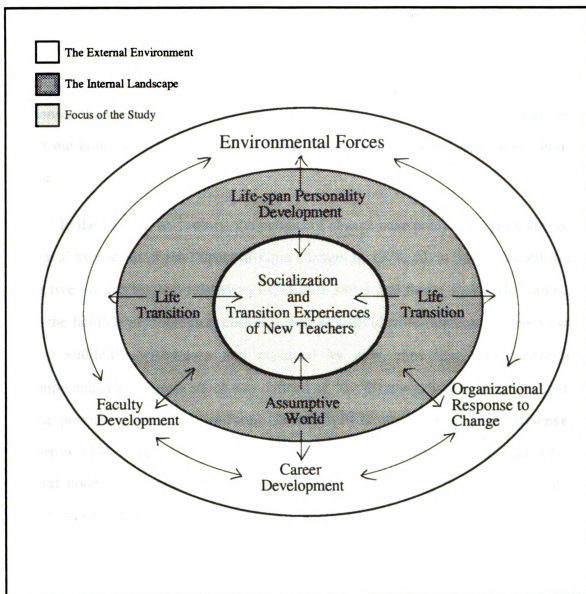 The External Environment
The Internal Landscape
Focus of the Study
Environmental Forces
Life-span Personality
Development
Socialization
and
Transition Experiences
of New Teachers
Life
Transition
Life
Transition
Assumptive
World
Faculty
Development
Organizational
Response to
Change
Career
Development